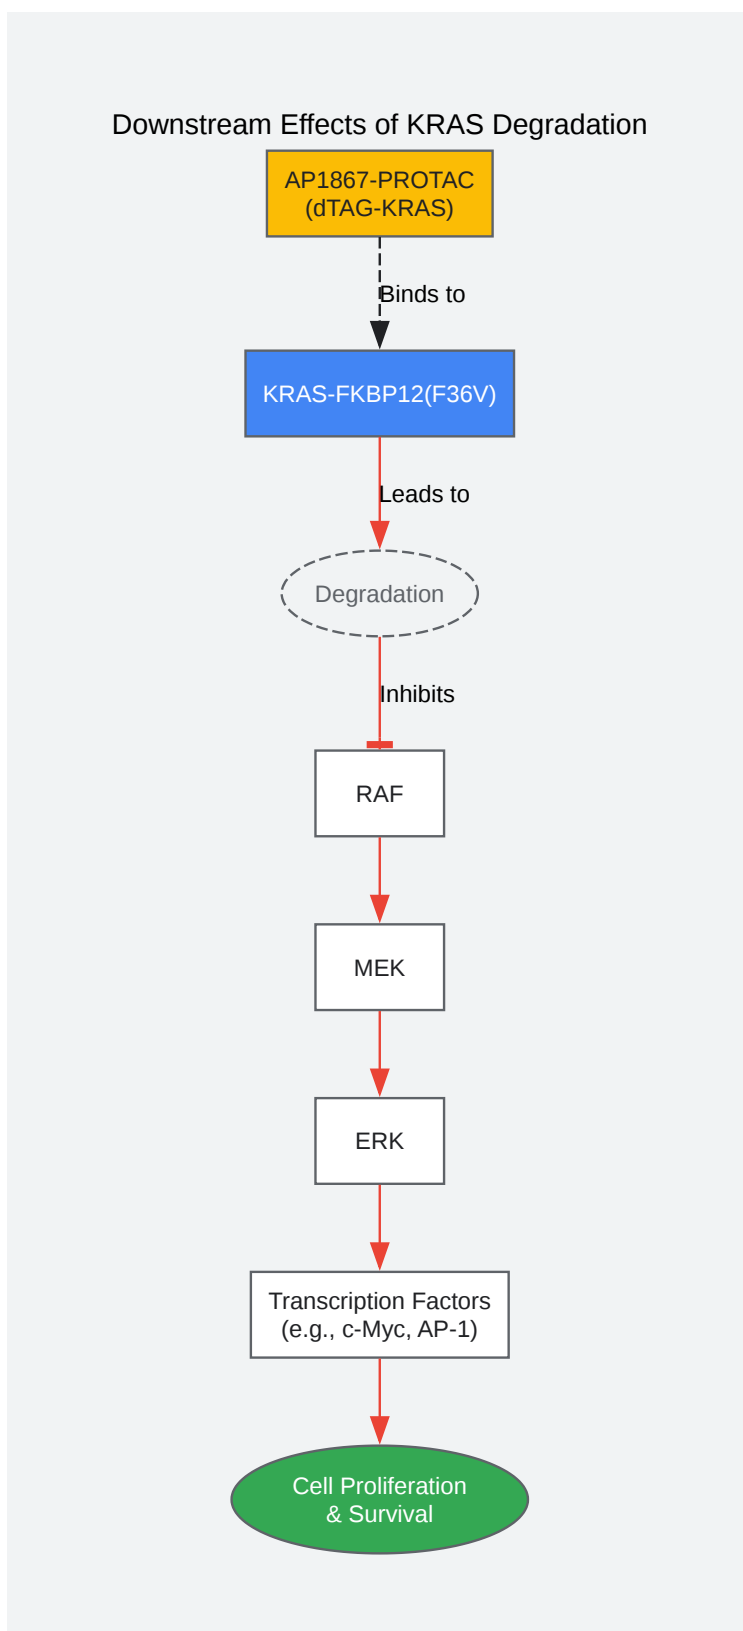 Downstream Effects of KRAS Degradation
AP1867-PROTAC
(dTAG-KRAS)
Binds to
KRAS-FKBP12(F36V)
Leads to
Degradation
Inhibits
RAF
MEK
ERK
Transcription Factors
(e.g., c-Myc, AP-1)
Cell Proliferation
& Survival